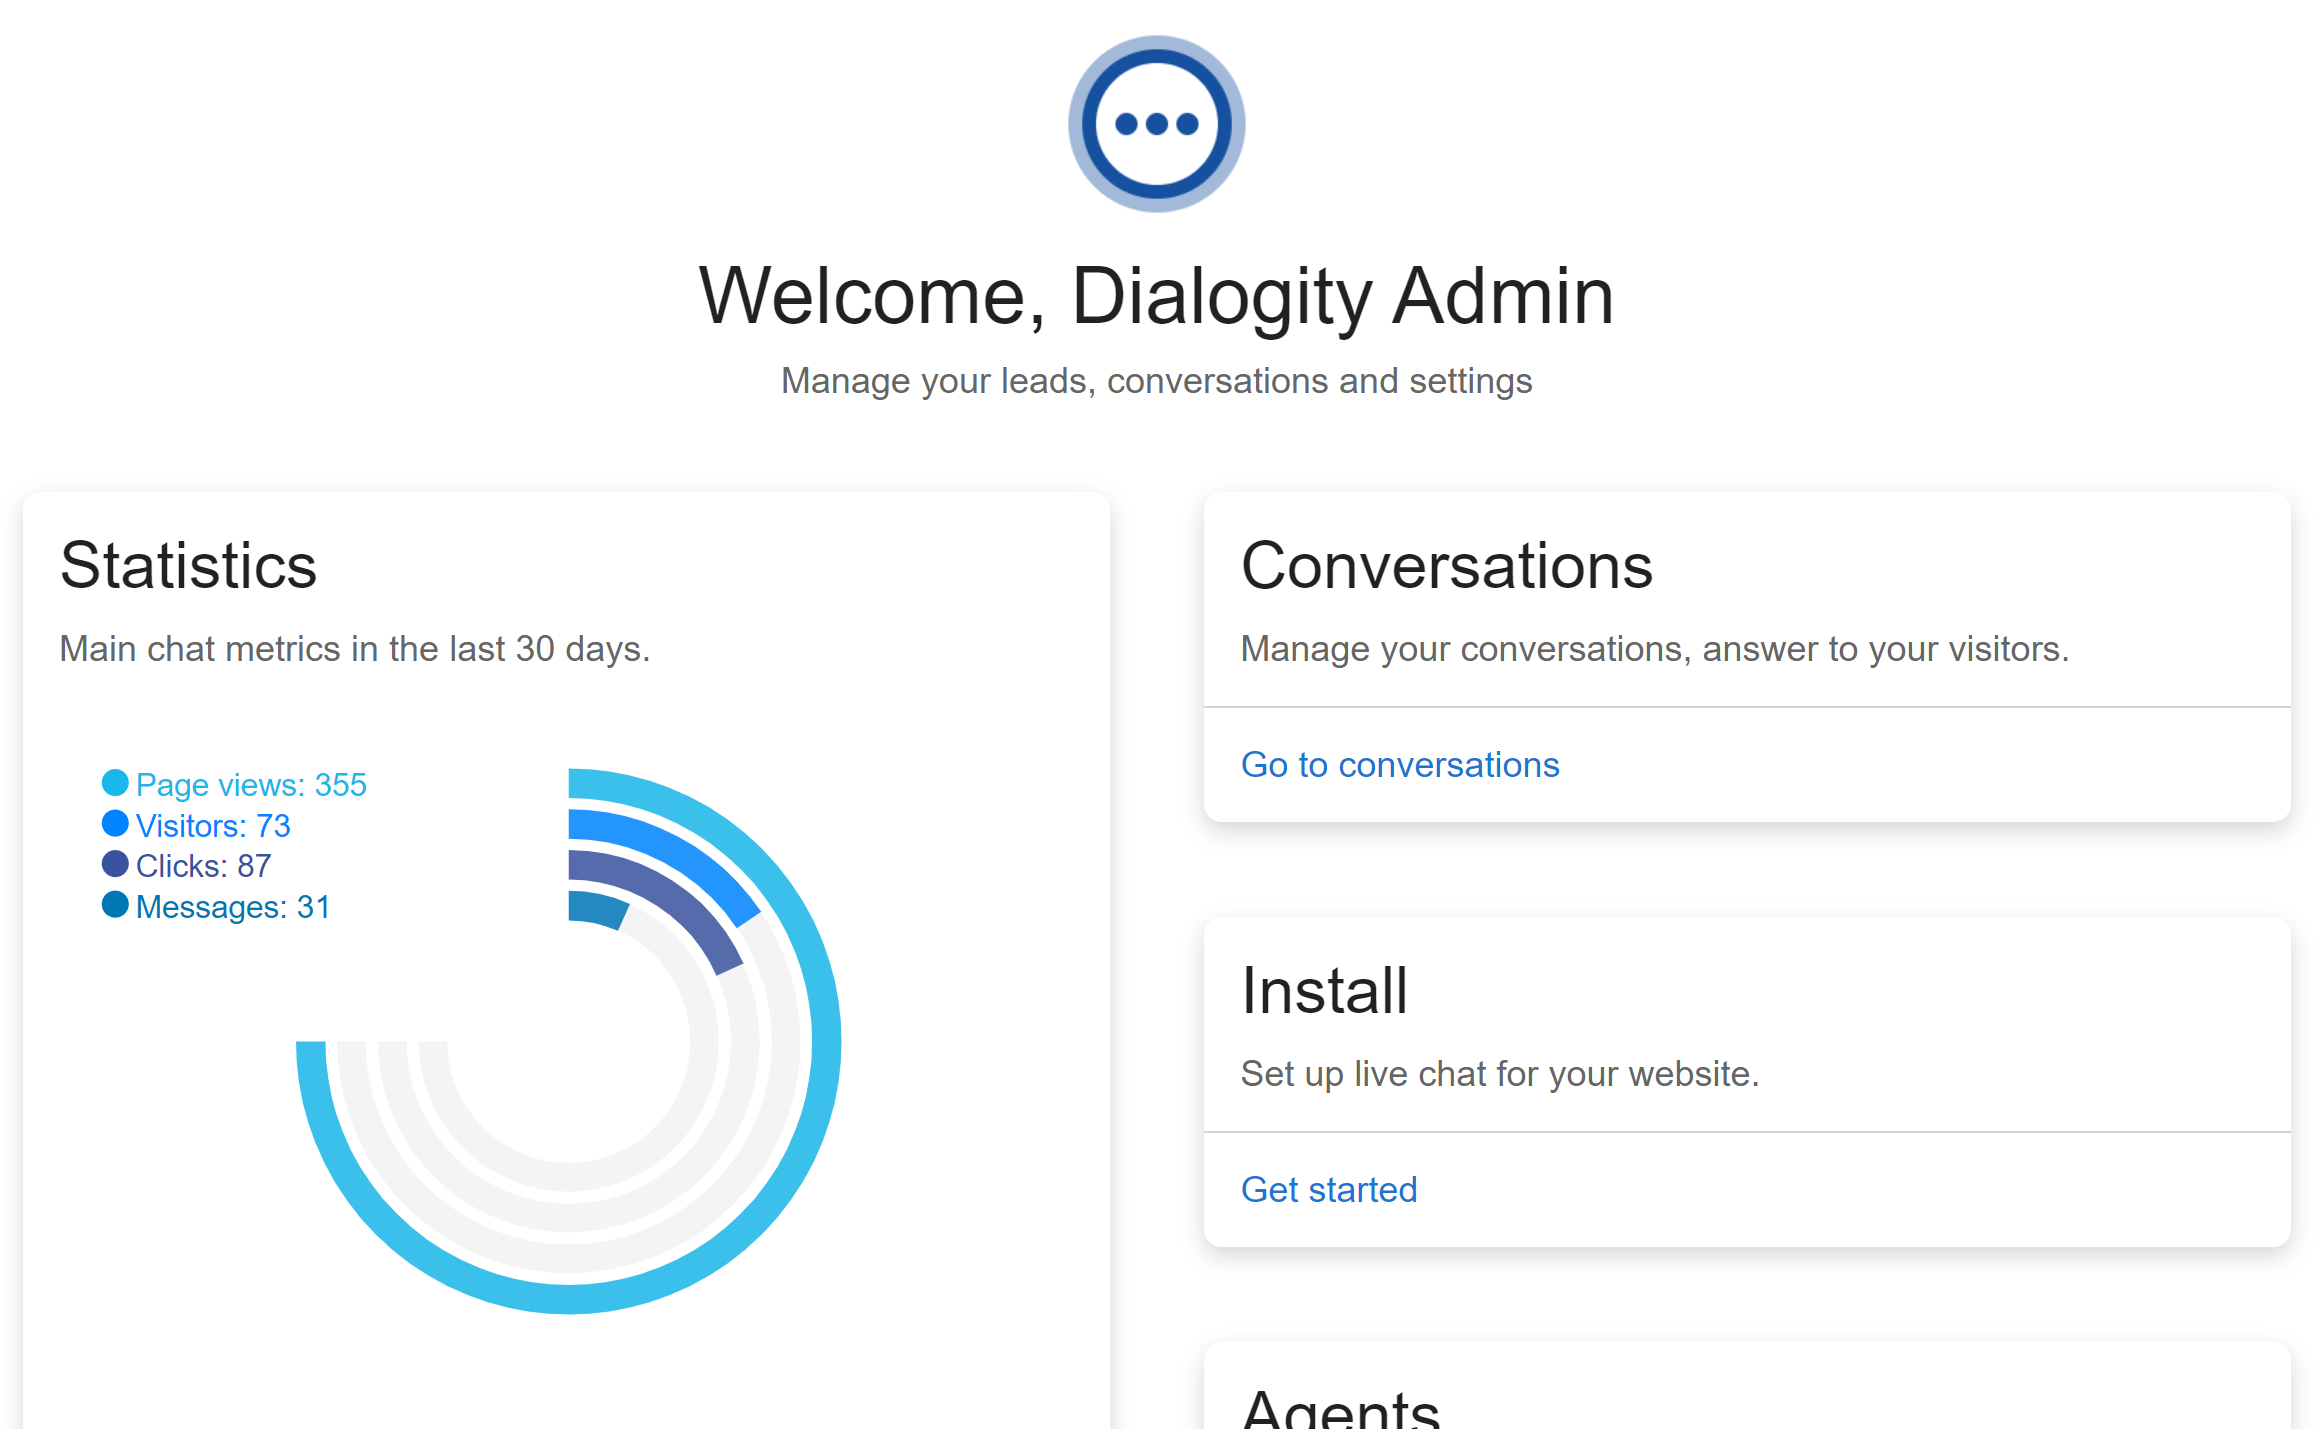 Welcome, Dialogity Admin
Manage your leads, conversations and settings
Statistics
Main chat metrics in the last 30 days.
Page views: 355
Visitors: 73
Clicks: 87
Messages: 31
Conversations
Manage your conversations, answer to your visitors.
Go to conversations
Install
Set up live chat for your website.
Get started
Agents